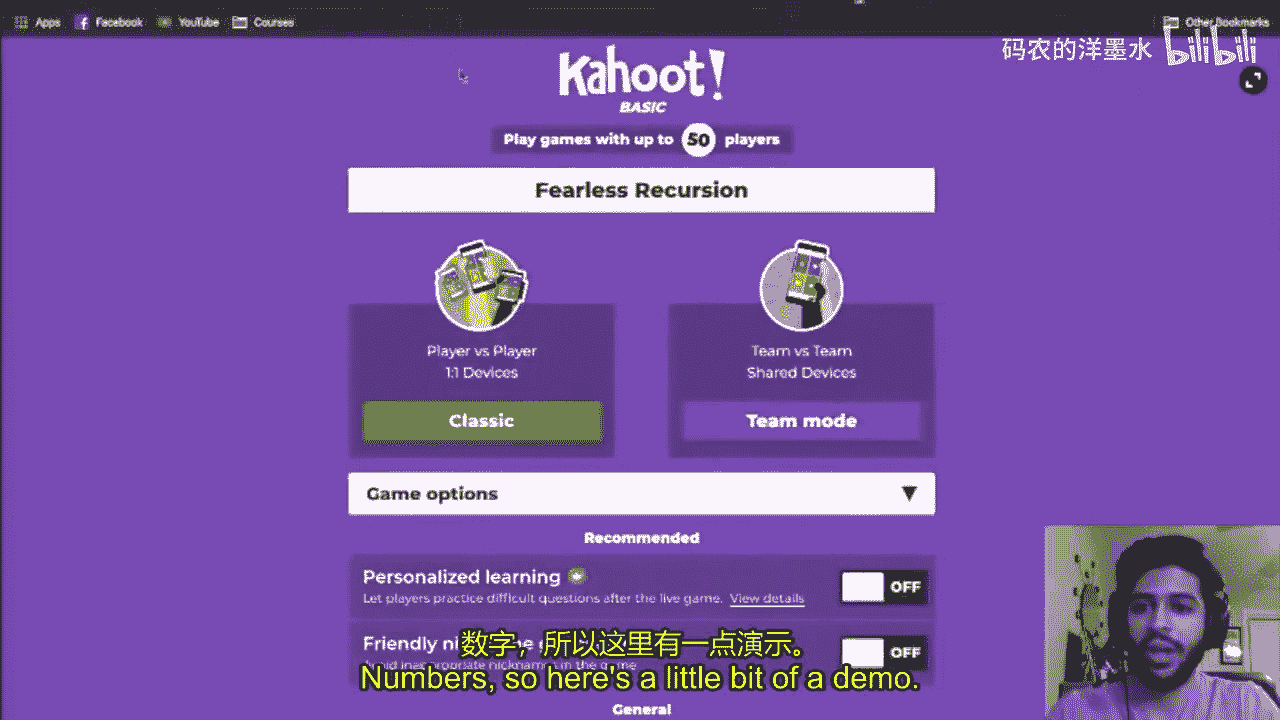 Apps Facebook YouTube Courses Other Bookmarks
码农的洋墨水 bilibili
Kahoot!
BASIC
Play games with up to 50 players
Fearless Recursion
Player vs Player
1:1 Devices
Classic
Team vs Team
Shared Devices
Team mode
Game options
Recommended
Personalized learning
Let players practice difficult questions after the live game. View details
OFF
Friendly
in the game
OFF
数字，所以这里有一点演示。
Numbers, so here's a little bit of a demo.
General